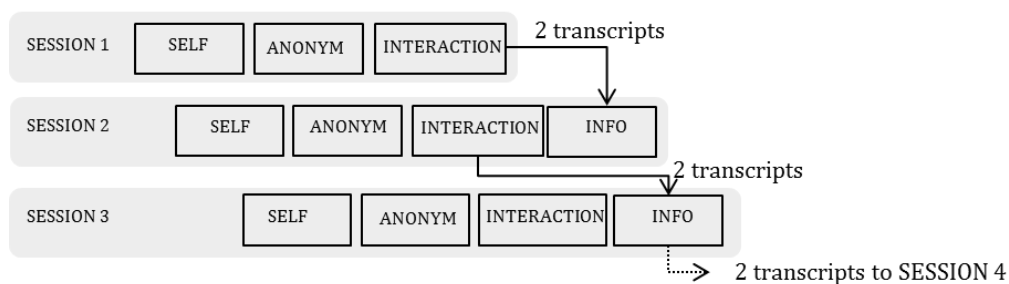 2 transcripts
SESSION 1 SELF ANONYM INTERACTION
SESSION 2 SELF ANONYM INTERACTION INFO
2 transcripts
SESSION 3 SELF ANONYM INTERACTION INFO
2 transcripts to SESSION 4